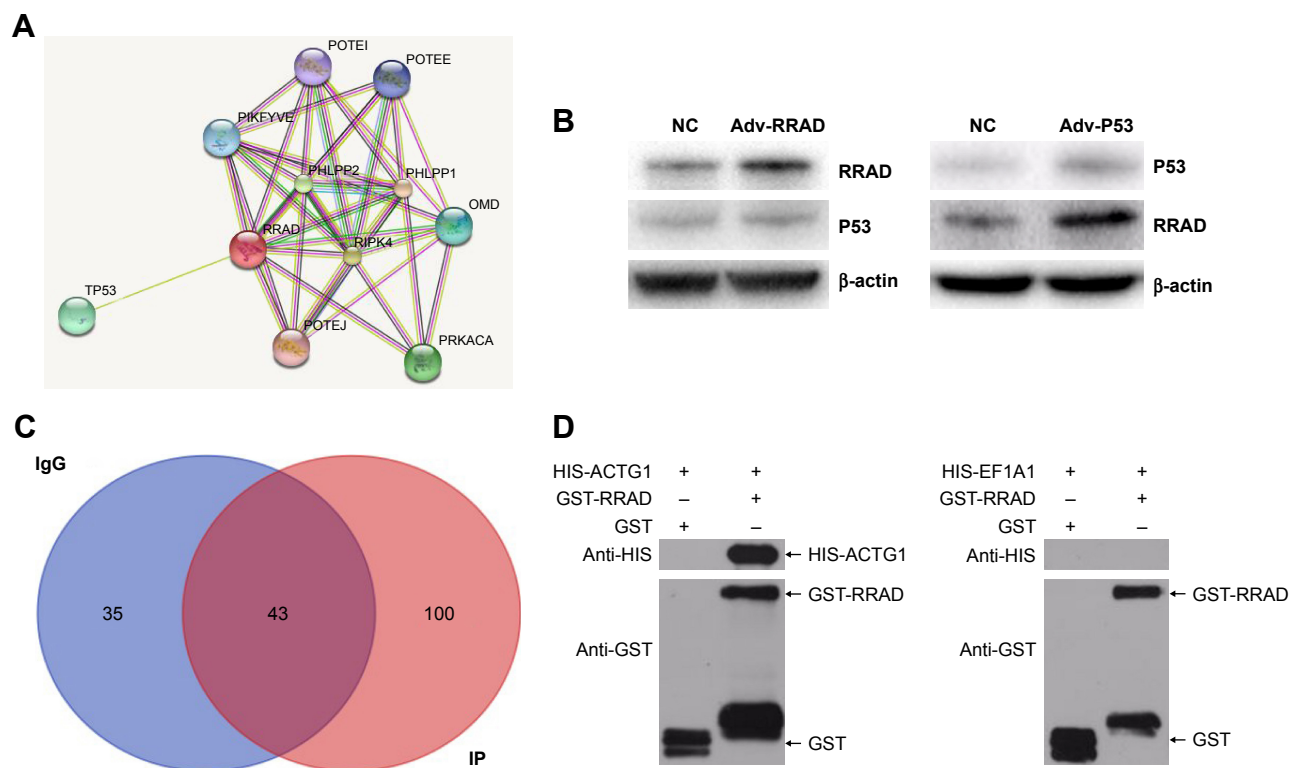 A
POTEI
POTEE
PIKFYVE
PHLPP2
PHLPP1
OMD
RRAD
RIPK4
TP53
POTEJ
PRKACA
B
NC Adv-RRAD
RRAD
P53
β-actin
NC Adv-P53
P53
RRAD
β-actin
C
IgG
35 43 100
IP
D
HIS-ACTG1 + +
GST-RRAD – +
GST + –
Anti-HIS ← HIS-ACTG1
← GST-RRAD
Anti-GST
← GST
HIS-EF1A1 + +
GST-RRAD – +
GST + –
Anti-HIS
← GST-RRAD
Anti-GST
← GST